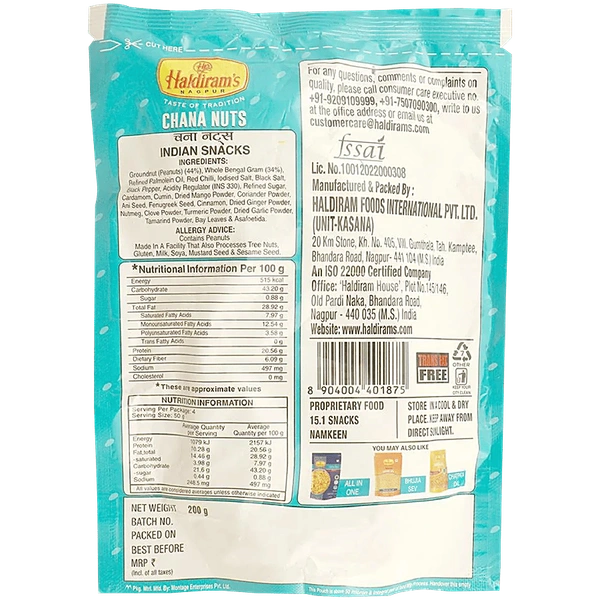 CUT HERE
Hr's
Haldiram's
NAGPUR
TASTE OF TRADITION
CHANA NUTS
चना नट्स
INDIAN SNACKS
INGREDIENTS:
Groundnut (Peanuts) (44%), Whole Bengal Gram (34%),
Refined Palmolein Oil, Red Chilli, Iodised Salt, Black Salt,
Black Pepper, Acidity Regulator (INS 330), Refined Sugar,
Cardamom, Cumin, Dried Mango Powder, Coriander Powder,
Ani Seed, Fenugreek Seed, Cinnamon, Dried Ginger Powder,
Nutmeg, Clove Powder, Turmeric Powder, Dried Garlic Powder,
Tamarind Powder, Bay Leaves & Asafoetida.
ALLERGY ADVICE:
Contains Peanuts
Made In A Facility That Also Processes Tree Nuts,
Gluten, Milk, Soya, Mustard Seed & Sesame Seed.
*Nutritional Information Per 100 g
Energy 515 kcal
Carbohydrate 43.20 g
Sugar 0.88 g
Total Fat 28.92 g
Saturated Fatty Acids 7.97 g
Monounsaturated Fatty Acids 12.54 g
Polyunsaturated Fatty Acids 3.58 g
Trans Fatty Acids 0 g
Protein 20.56 g
Dietary Fiber 6.09 g
Sodium 497 mg
Cholesterol 0 mg
*These are approximate values
NUTRITION INFORMATION
Serving Per Package: 4
Serving Size: 50 g
Average Quantity per Serving Average Quantity per 100 g
Energy 1079 kJ 2157 kJ
Protein 10.28 g 20.56 g
Fat,total 14.46 g 28.92 g
-saturated 3.98 g 7.97 g
Carbohydrate 21.6 g 43.20 g
-sugar 0.44 g 0.88 g
Sodium 248.5 mg 497 mg
All values are considered averages unless otherwise indicated
NET WEIGHT 200 g
BATCH NO.
PACKED ON
BEST BEFORE
MRP ₹
(Incl. of all taxes)
Pkg. Mtrl. Mfd. By: Montage Enterprises Pvt. Ltd.
For any questions, comments or complaints on
quality, please call consumer care executive no.
+91-9209109999, +91-7507090300, write to us
at the office address or email us at
customercare@haldirams.com
fssai
Lic. No.10012022000308
Manufactured & Packed By :
HALDIRAM FOODS INTERNATIONAL PVT. LTD.
(UNIT-KASANA)
20 Km Stone, Kh. No. 405, Vill. Gumthala, Tah. Kamptee,
Bhandara Road, Nagpur- 441 104 (M.S) India
An ISO 22000 Certified Company
Office: 'Haldiram House', Plot No.145/146,
Old Pardi Naka, Bhandara Road,
Nagpur - 440 035 (M.S.) India
Website: www.haldirams.com
8 904004 401875
TRANS FAT
FREE
7
OTHER
KEEP YOUR
CITY CLEAN
PROPRIETARY FOOD
15.1 SNACKS
NAMKEEN
STORE IN A COOL & DRY
PLACE. KEEP AWAY FROM
DIRECT SUNLIGHT.
YOU MAY ALSO LIKE
ALL IN
ONE
BHUJIA
SEV